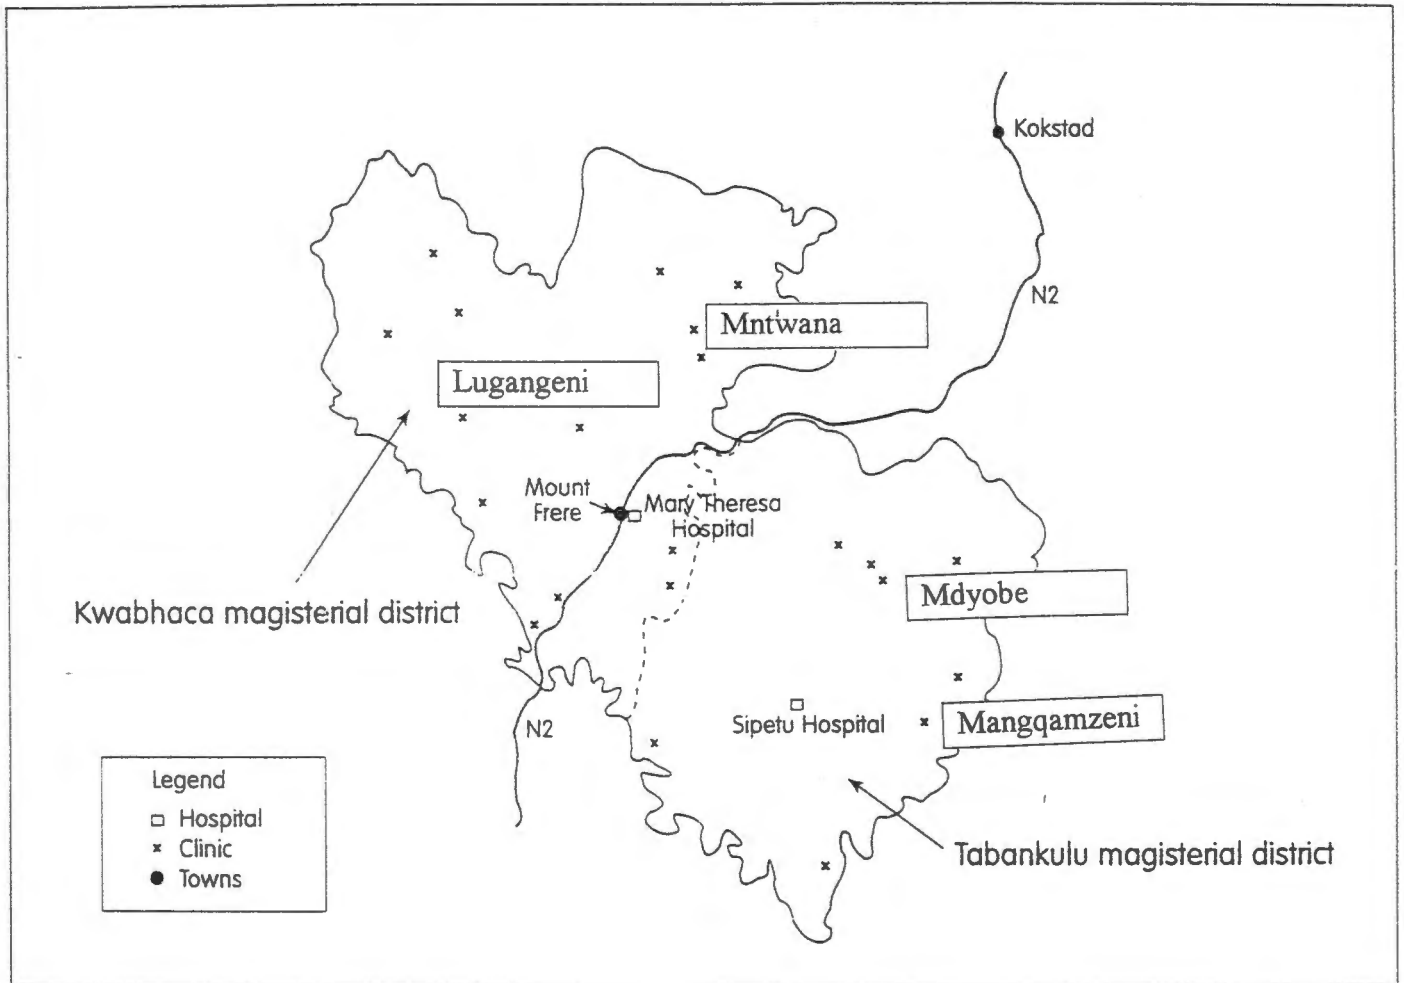 Kokstad
N2
Mntwana
Lugangeni
Mount
Frere
Mary Theresa
Hospital
Mdyobe
Kwabhaca magisterial district
Mangqamzeni
Sipetu Hospital
N2
Legend
Hospital
Clinic
Towns
Tabankulu magisterial district